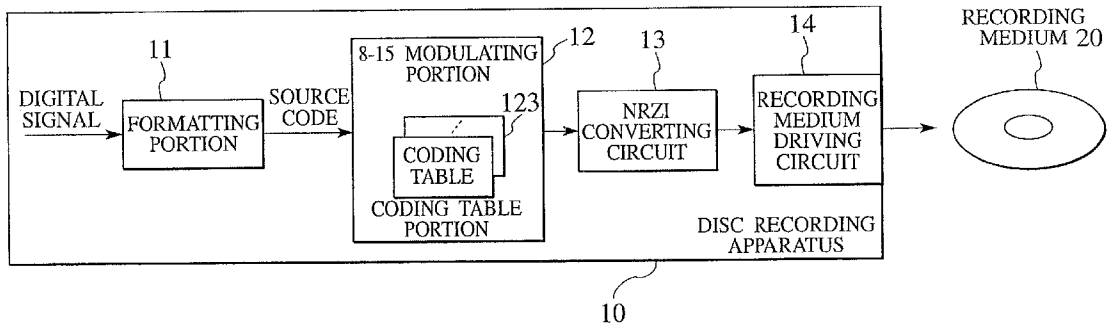 RECORDING
MEDIUM 20
11
12
13
14
8-15 MODULATING
PORTION
DIGITAL
SIGNAL
FORMATTING
PORTION
SOURCE
CODE
123
CODING
TABLE
CODING TABLE
PORTION
NRZI
CONVERTING
CIRCUIT
RECORDING
MEDIUM
DRIVING
CIRCUIT
DISC RECORDING
APPARATUS
10